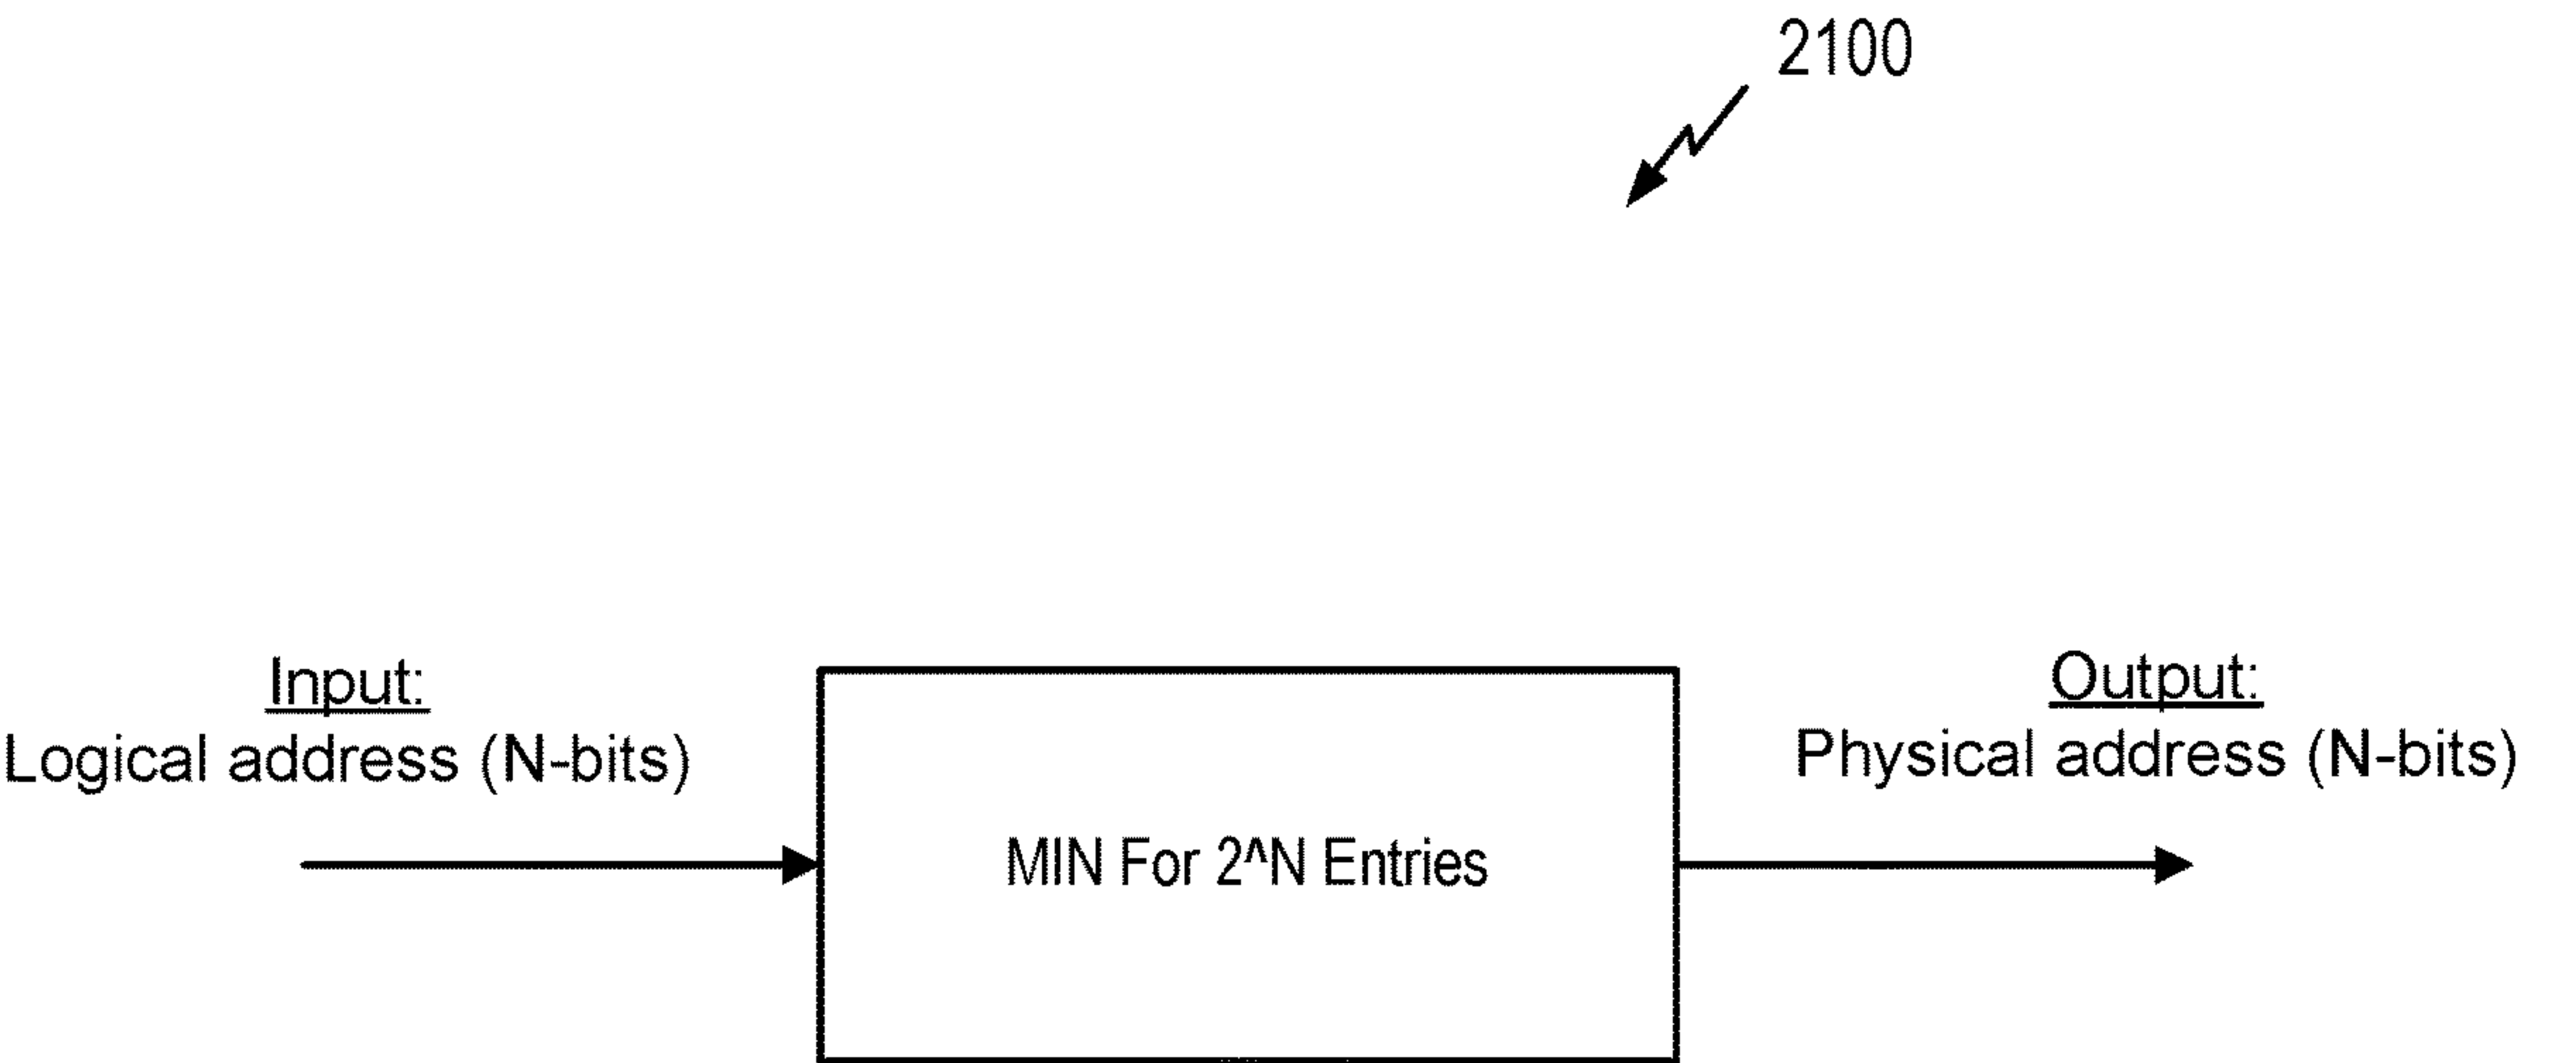 2100
Input:
Logical address (N-bits)
MIN For 2^N Entries
Output:
Physical address (N-bits)